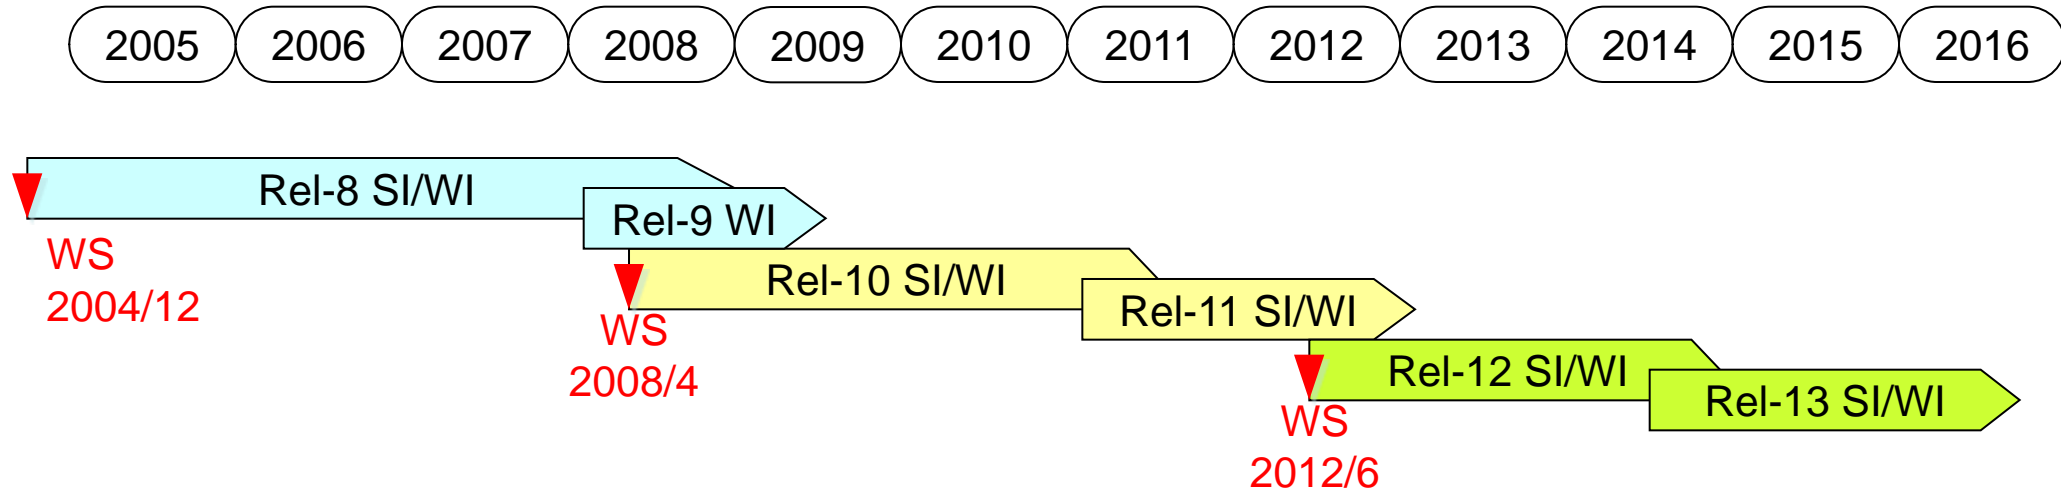 2005 2006 2007 2008 2009 2010 2011 2012 2013 2014 2015 2016
Rel-8 SI/WI
Rel-9 WI
WS
2004/12
Rel-10 SI/WI
Rel-11 SI/WI
WS
2008/4
Rel-12 SI/WI
Rel-13 SI/WI
WS
2012/6